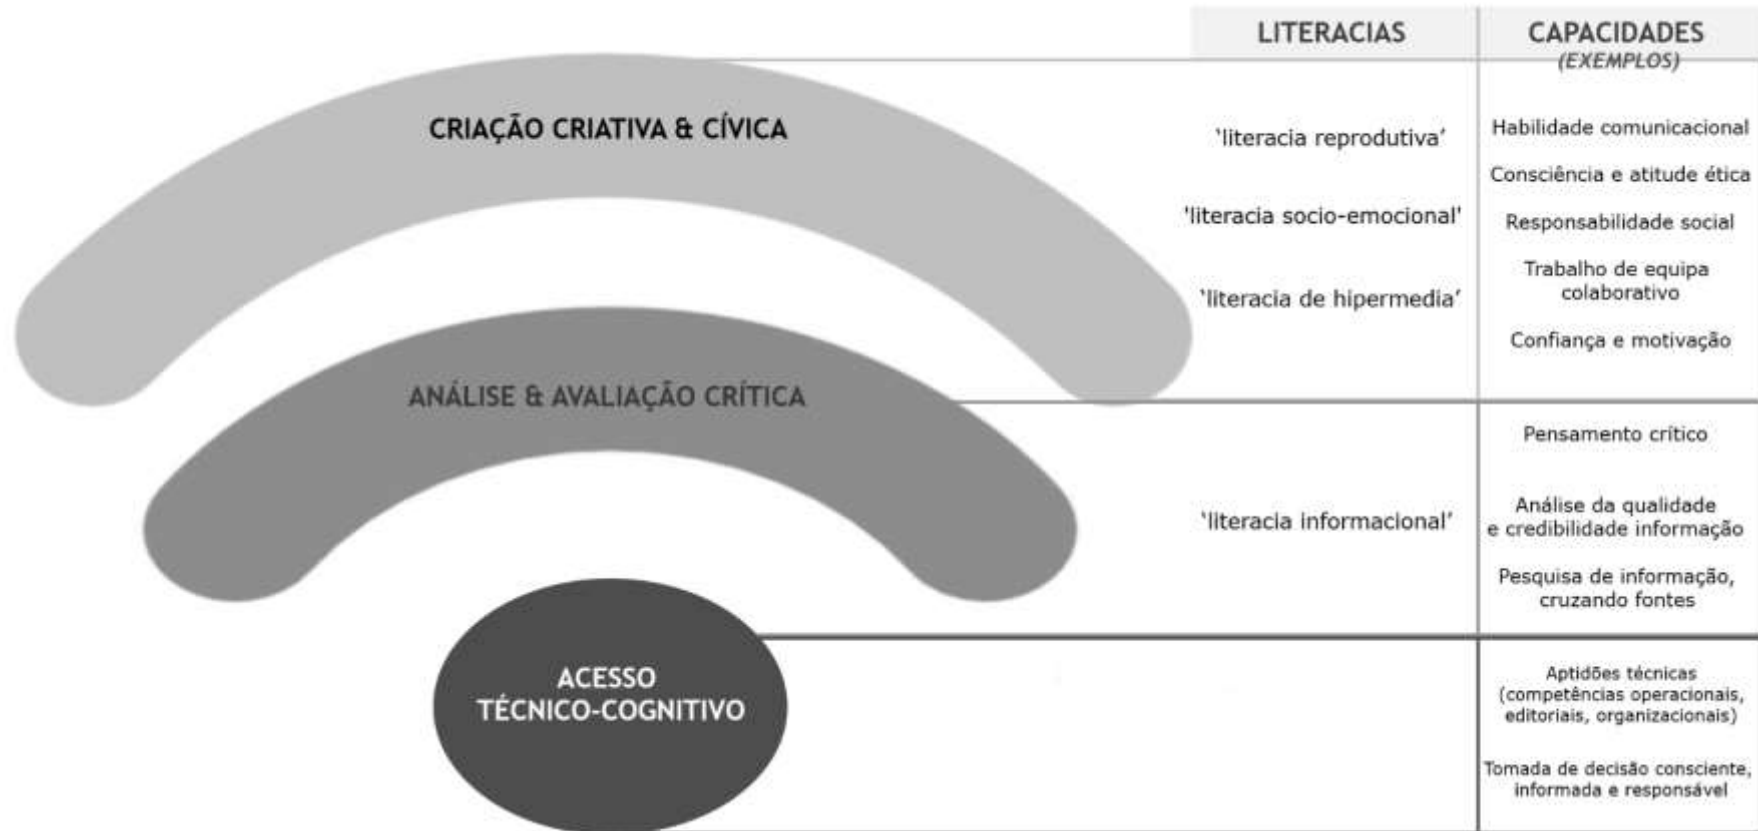 LITERACIAS
CAPACIDADES
(EXEMPLOS)
CRIAÇÃO CRIATIVA & CÍVICA
‘literacia reprodutiva’
'literacia socio-emocional'
‘literacia de hipermedia’
Habilidade comunicacional
Consciência e atitude ética
Responsabilidade social
Trabalho de equipa
colaborativo
Confiança e motivação
ANÁLISE & AVALIAÇÃO CRÍTICA
‘literacia informacional’
Pensamento crítico
Análise da qualidade
e credibilidade informação
Pesquisa de informação,
cruzando fontes
ACESSO
TÉCNICO-COGNITIVO
Aptidões técnicas
(competências operacionais,
editoriais, organizacionais)
Tomada de decisão consciente,
informada e responsável